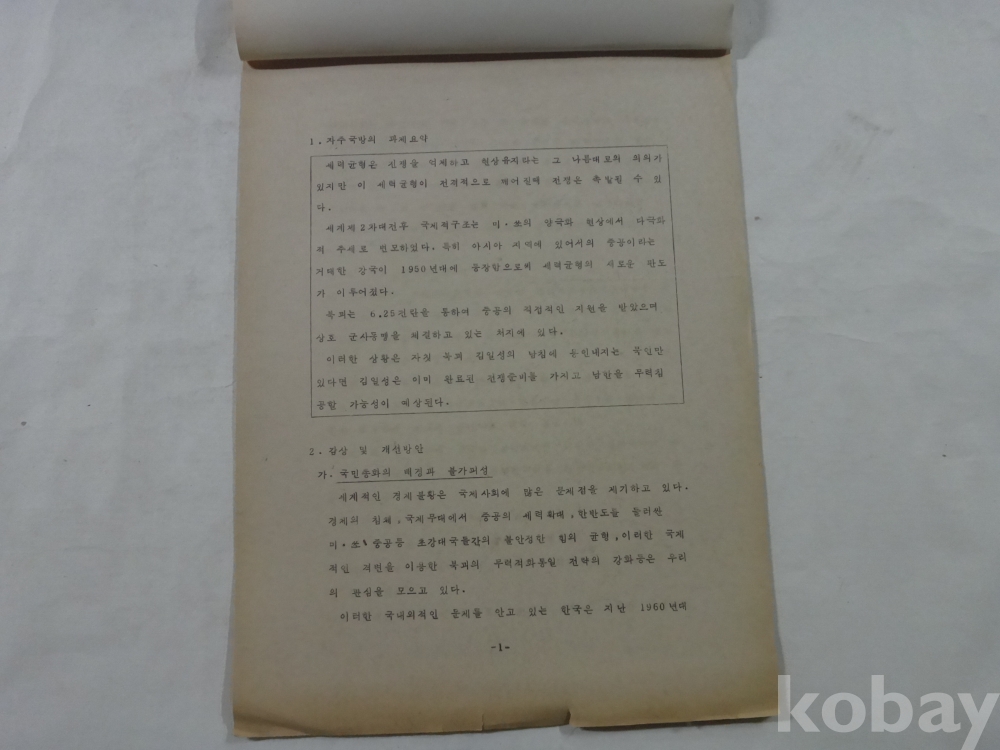 1. 자주국방의 과제요약
세력균형은 전쟁을 억제하고 현상유지라는 그 나름대로의 의의가
있지만 이 세력균형이 전적으로 깨어질때 전쟁은 촉발될 수 있
다.
세계제2차대전후 국제적구조는 미·쏘의 양국화 현상에서 다국화
적 추세로 변모하였다. 특히 아시아 지역에 있어서의 중공이라는
거대한 강국이 1950년대에 등장함으로써 세력균형의 새로운 판도
가 이루어졌다.
북괴는 6.25전란을 통하여 중공의 직접적인 지원을 받았으며
상호 군사동맹을 체결하고 있는 처지에 있다.
이러한 상황은 자칫 북괴 김일성의 남침에 묵인만
있다면 김일성은 이미 완료된 전쟁준비를 가지고 남한을 무력침
공할 가능성이 예상된다.
2. 감상 및 개선방안
가. 국민총화의 배경과 불가피성
세계적인 경제불황은 국제사회에 많은 문제점을 제기하고 있다.
경제의 침체, 국제무대에서 중공의 세력확대, 한반도를 둘러싼
미·쏘·중공등 초강대국들간의 불안정한 힘의 균형, 이러한 국제
적인 격변을 이용한 북괴의 무력적화통일 전략의 강화등은 우리
의 관심을 모으고 있다.
이러한 국내외적인 문제를 안고 있는 한국은 지난 1960년대
-1-
kobay